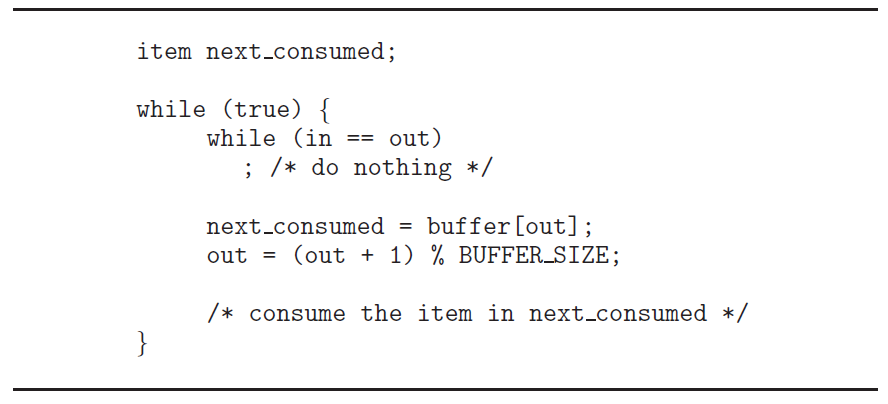 item next_consumed;
while (true) {
while (in == out)
; /* do nothing */
next_consumed = buffer[out];
out = (out + 1) % BUFFER_SIZE;
/* consume the item in next_consumed */
}